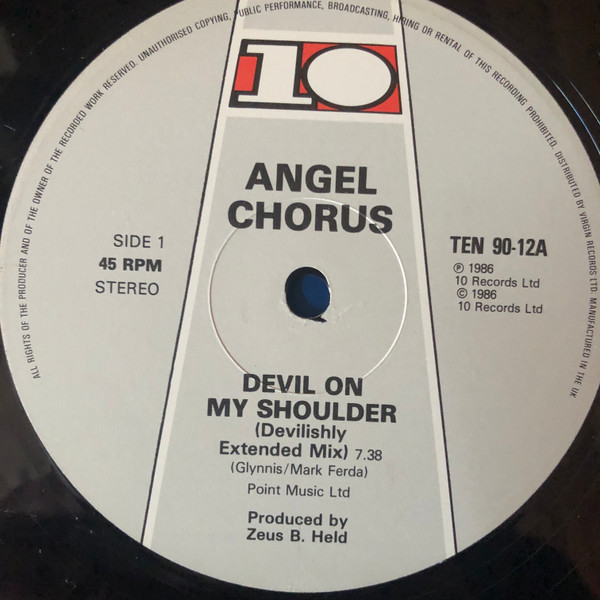 ALL RIGHTS OF THE PRODUCER AND OF THE OWNER OF THE RECORDED WORK RESERVED. UNAUTHORISED COPYING, PUBLIC PERFORMANCE, BROADCASTING, HIRING OR RENTAL OF THIS RECORDING PROHIBITED. DISTRIBUTED BY VIRGIN RECORDS LTD. MANUFACTURED IN THE UK
10
ANGEL
CHORUS
SIDE 1
45 RPM
STEREO
TEN 90-12A
℗ 1986
10 Records Ltd
© 1986
10 Records Ltd
DEVIL ON
MY SHOULDER
(Devilishly
Extended Mix) 7.38
(Glynnis/Mark Ferda)
Point Music Ltd
Produced by
Zeus B. Held